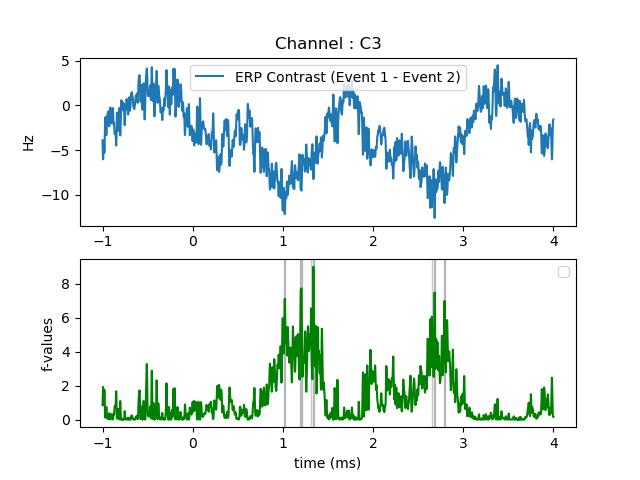 Channel : C3
5
0
−5
−10
Hz
ERP Contrast (Event 1 - Event 2)
−1 0 1 2 3 4
8
6
4
2
0
f-values
−1 0 1 2 3 4
time (ms)